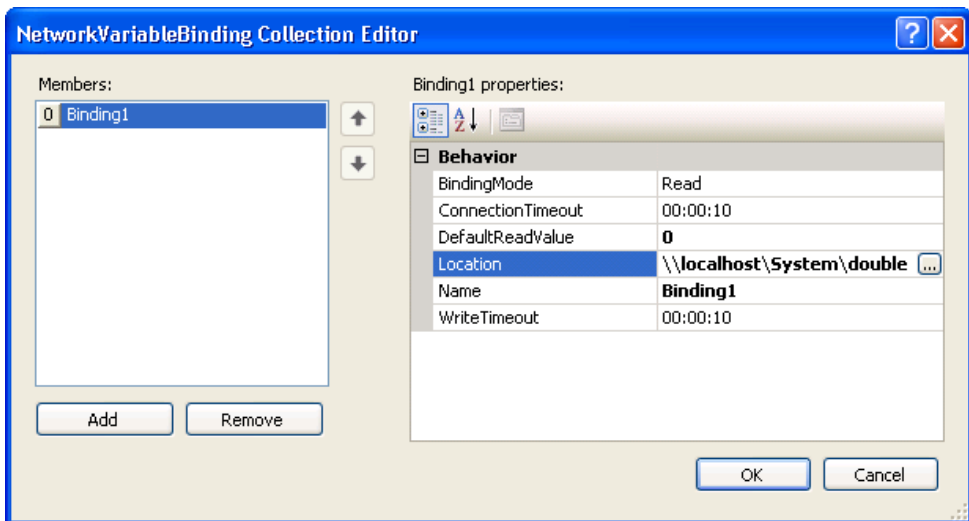 NetworkVariableBinding Collection Editor
Members:
0 Binding1
Add Remove
Binding1 properties:
Behavior
BindingMode Read
ConnectionTimeout 00:00:10
DefaultReadValue 0
Location \\localhost\System\double ...
Name Binding1
WriteTimeout 00:00:10
OK Cancel